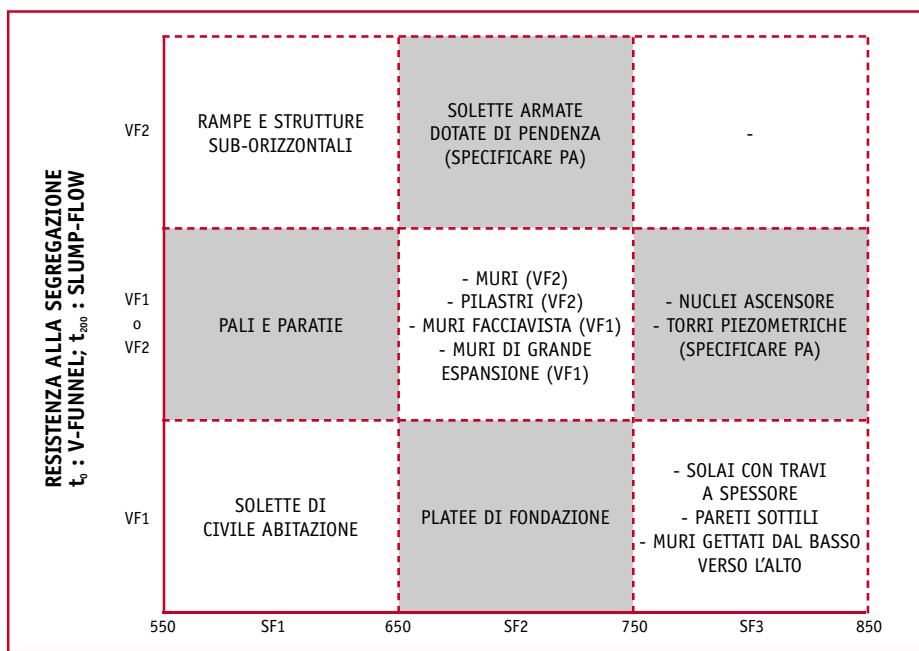 RESISTENZA ALLA SEGREGAZIONE
t₀ : V-FUNNEL; t₂₀₀ : SLUMP-FLOW
VF2
RAMPE E STRUTTURE
SUB-ORIZZONTALI
SOLETTE ARMATE
DOTATE DI PENDENZA
(SPECIFICARE PA)
-
VF1
o
VF2
PALI E PARATIE
- MURI (VF2)
- PILASTRI (VF2)
- MURI FACCIAVISTA (VF1)
- MURI DI GRANDE
ESPANSIONE (VF1)
- NUCLEI ASCENSORE
- TORRI PIEZOMETRICHE
(SPECIFICARE PA)
VF1
SOLETTE DI
CIVILE ABITAZIONE
PLATEE DI FONDAZIONE
- SOLAI CON TRAVI
A SPESSORE
- PARETI SOTTILI
- MURI GETTATI DAL BASSO
VERSO L'ALTO
550 SF1 650 SF2 750 SF3 850